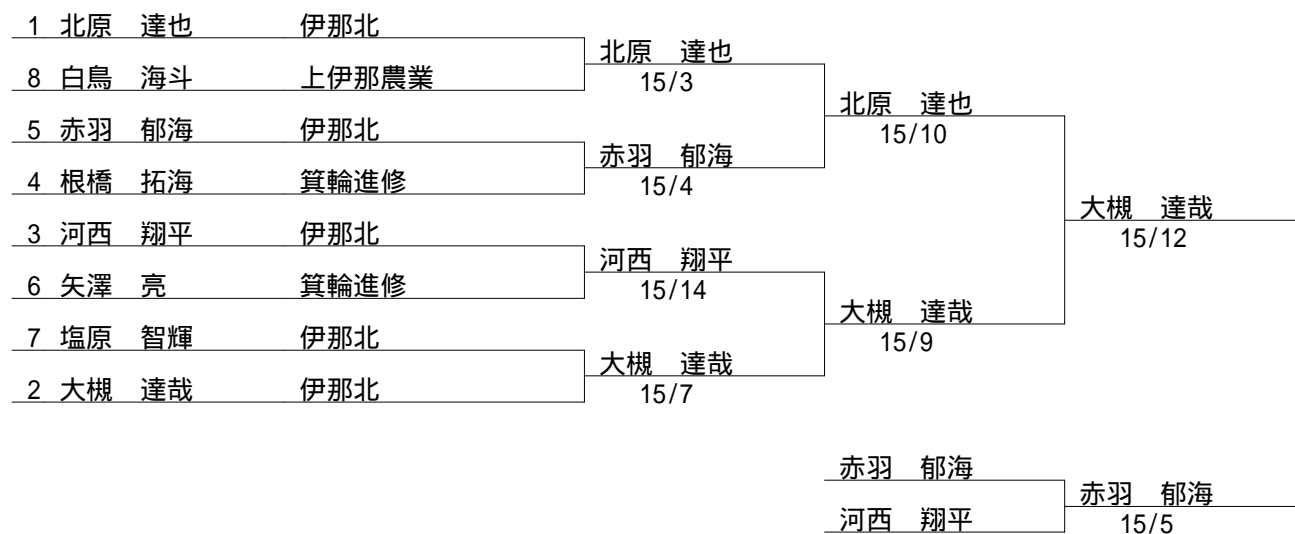 1 北原　達也 伊那北
北原　達也
8 白鳥　海斗 上伊那農業
15/3
北原　達也
5 赤羽　郁海 伊那北
15/10
赤羽　郁海
4 根橋　拓海 箕輪進修
15/4
大槻　達哉
3 河西　翔平 伊那北
15/12
河西　翔平
6 矢澤　亮 箕輪進修
15/14
大槻　達哉
7 塩原　智輝 伊那北
15/9
大槻　達哉
2 大槻　達哉 伊那北
15/7
赤羽　郁海
赤羽　郁海
河西　翔平
15/5